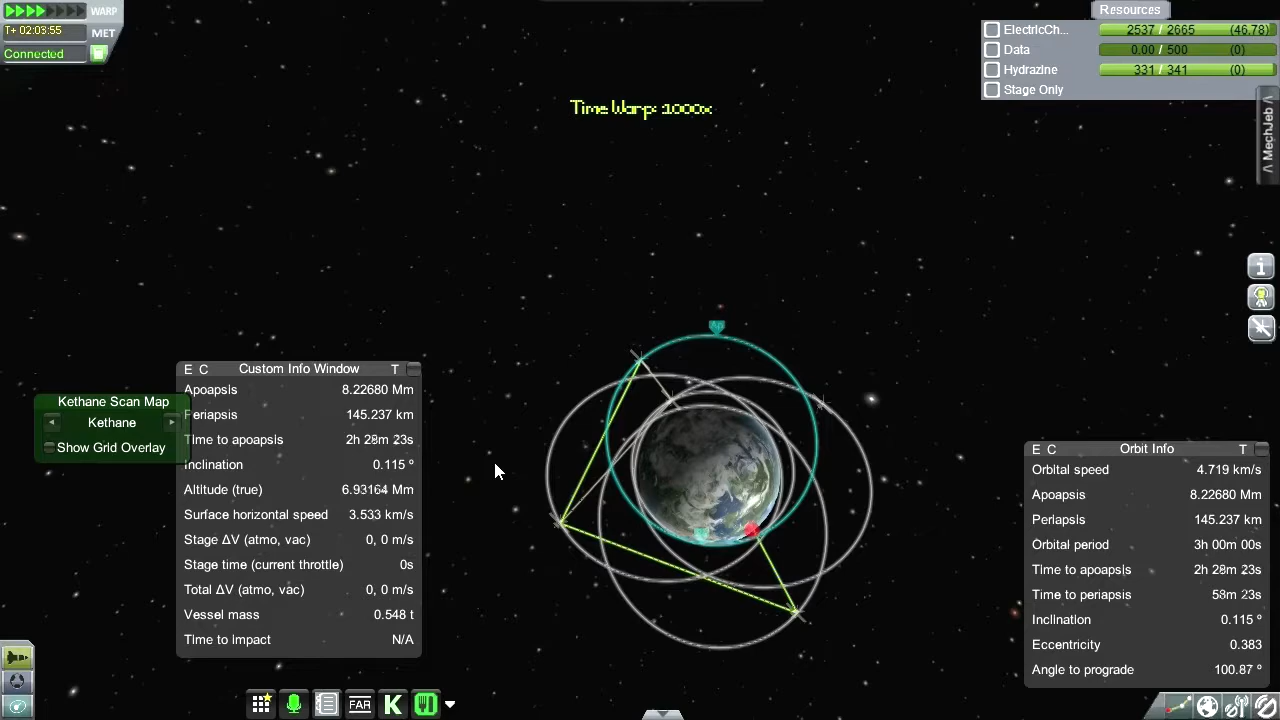 WARP
T+ 02:03:55 MET
Connected
Time Warp: 1000x
Resources
ElectricCh... 2537 / 2665 (46.78)
Data 0.00 / 500 (0)
Hydrazine 331 / 341 (0)
Stage Only
< MechJeb <
Ap
Kethane Scan Map
Kethane
Show Grid Overlay
E C Custom Info Window T
Apoapsis 8.22680 Mm
Periapsis 145.237 km
Time to apoapsis 2h 28m 23s
Inclination 0.115 º
Altitude (true) 6.93164 Mm
Surface horizontal speed 3.533 km/s
Stage ΔV (atmo, vac) 0, 0 m/s
Stage time (current throttle) 0s
Total ΔV (atmo, vac) 0, 0 m/s
Vessel mass 0.548 t
Time to impact N/A
E C Orbit Info T
Orbital speed 4.719 km/s
Apoapsis 8.22680 Mm
Periapsis 145.237 km
Orbital period 3h 00m 00s
Time to apoapsis 2h 28m 23s
Time to periapsis 58m 23s
Inclination 0.115 º
Eccentricity 0.383
Angle to prograde 100.87 º
FAR
K